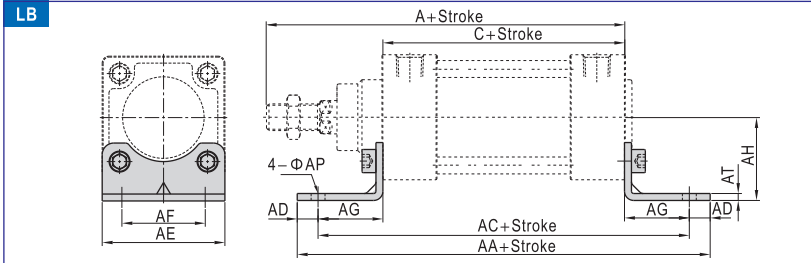 LB
A+Stroke
C+Stroke
4-ΦAP
AH
AT
AD
AG
AG
AD
AF
AE
AC+Stroke
AA+Stroke